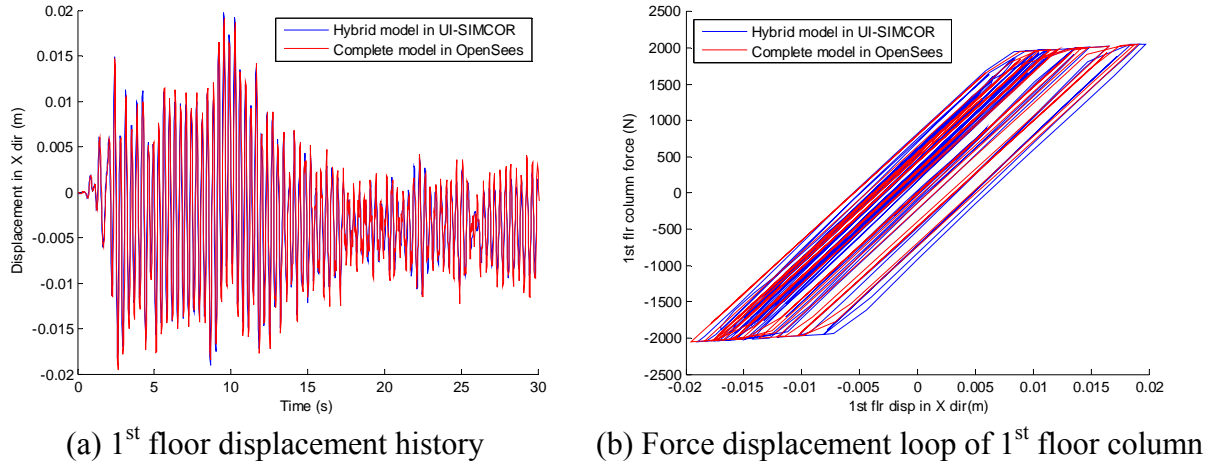 0.02
0.015
0.01
0.005
0
-0.005
-0.01
-0.015
-0.02
Displacement in X dir (m)
Hybrid model in UI-SIMCOR
Complete model in OpenSees
0 5 10 15 20 25 30
Time (s)
(a) 1st floor displacement history
2500
2000
1500
1000
500
0
-500
-1000
-1500
-2000
-2500
1st flr column force (N)
Hybrid model in UI-SIMCOR
Complete model in OpenSees
-0.02 -0.015 -0.01 -0.005 0 0.005 0.01 0.015 0.02
1st flr disp in X dir(m)
(b) Force displacement loop of 1st floor column